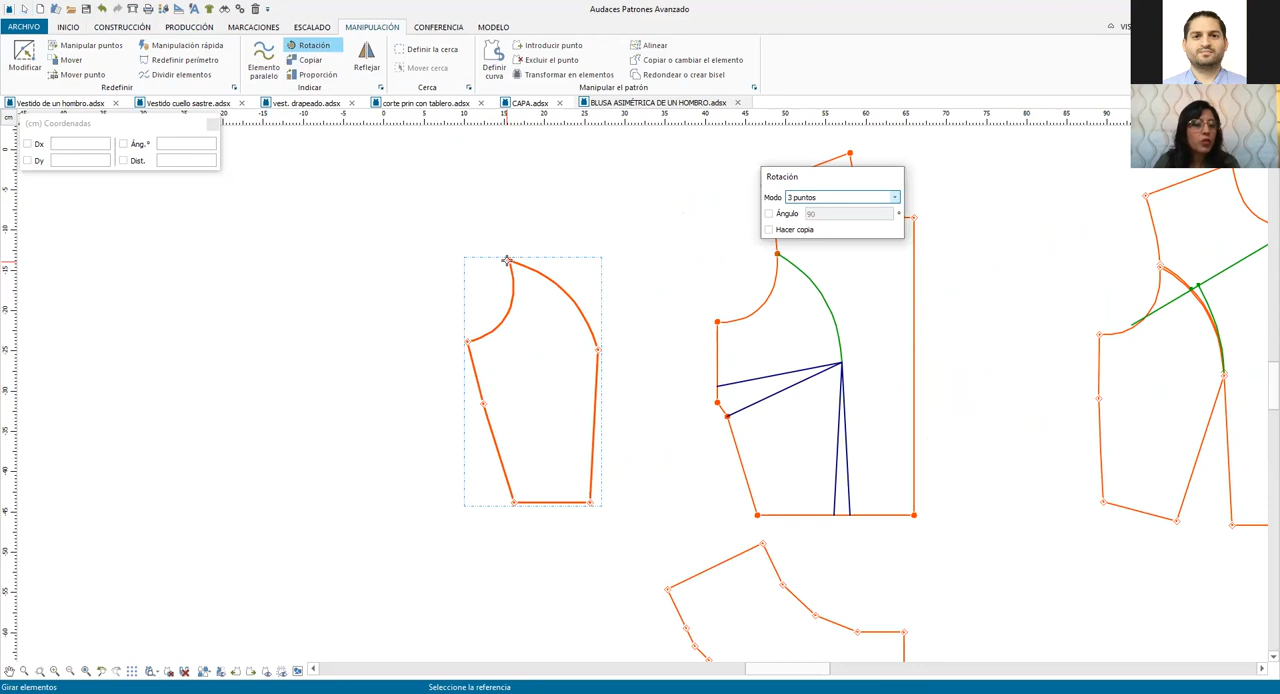 Audaces Patrones Avanzado
ARCHIVO INICIO CONSTRUCCIÓN PRODUCCIÓN MARCACIONES ESCALADO MANIPULACIÓN CONFERENCIA MODELO VIS
Modificar
Manipular puntos
Mover
Mover punto
Manipulación rápida
Redefinir perímetro
Dividir elementos
Redefinir
Elemento paralelo
Rotación
Copiar
Proporción
Indicar
Reflejar
Definir la cerca
Mover cerca
Cerca
Definir curva
Introducir punto
Excluir el punto
Transformar en elementos
Alinear
Copiar o cambiar el elemento
Redondear o crear bisel
Manipular el patrón
Vestido de un hombro.adsx Vestido cuello sastre.adsx vest. drapeado.adsx corte prin con tablero.adsx CAPA.adsx BLUSA ASIMÉTRICA DE UN HOMBRO.adsx
cm
(cm) Coordenadas
Dx Áng.º
Dy Dist.
Rotación
Modo 3 puntos
Ángulo 90 º
Hacer copia
Girar elementos Seleccione la referencia